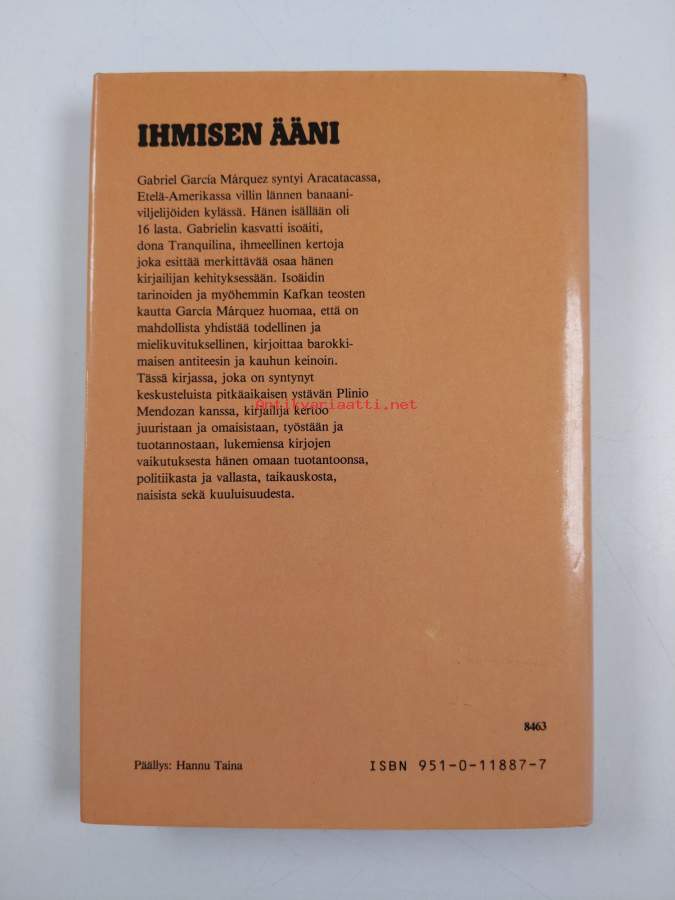 IHMISEN ÄÄNI
Gabriel García Márquez syntyi Aracatacassa,
Etelä-Amerikassa villin lännen banaani-
viljelijöiden kylässä. Hänen isällään oli
16 lasta. Gabrielin kasvatti isoäiti,
dona Tranquilina, ihmeellinen kertoja
joka esittää merkittävää osaa hänen
kirjailijan kehityksessään. Isoäidin
tarinoiden ja myöhemmin Kafkan teosten
kautta García Márquez huomaa, että on
mahdollista yhdistää todellinen ja
mielikuvituksellinen, kirjoittaa barokki-
maisen antiteesin ja kauhun keinoin.
Tässä kirjassa, joka on syntynyt
keskusteluista pitkäaikaisen ystävän Plinio
Antikvariaatti.net
Mendozan kanssa, kirjailija kertoo
juuristaan ja omaisistaan, työstään ja
tuotannostaan, lukemiensa kirjojen
vaikutuksesta hänen omaan tuotantoonsa,
politiikasta ja vallasta, taikauskosta,
naisista sekä kuuluisuudesta.
8463
Päällys: Hannu Taina
ISBN 951-0-11887-7